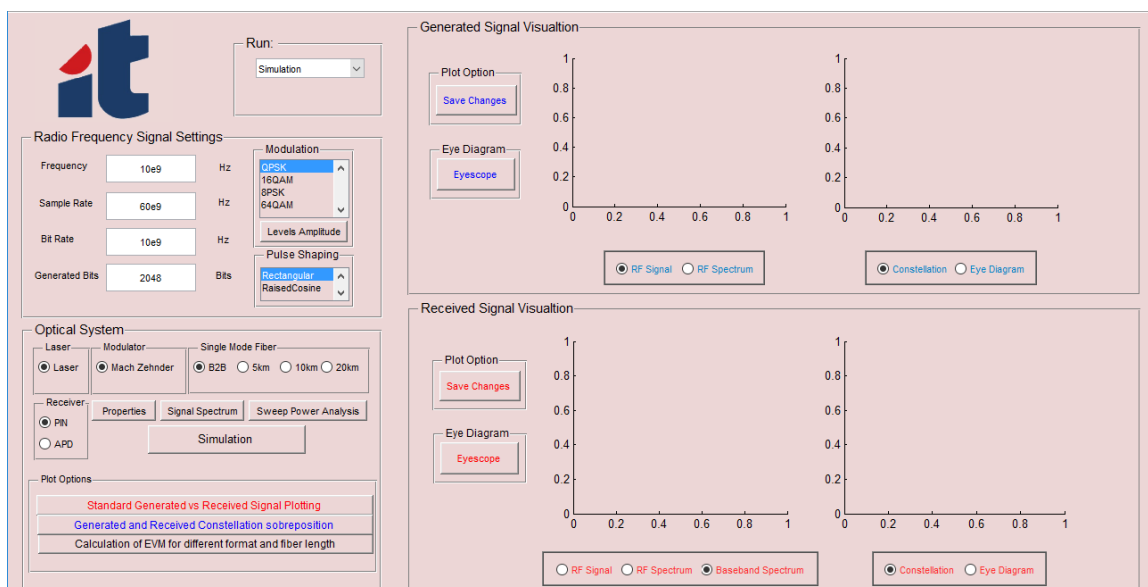 it
Run:
Simulation
Radio Frequency Signal Settings
Frequency 10e9 Hz
Sample Rate 60e9 Hz
Bit Rate 10e9 Hz
Generated Bits 2048 Bits
Modulation
QPSK
16QAM
8PSK
64QAM
Levels Amplitude
Pulse Shaping
Rectangular
RaisedCosine
Optical System
Laser
Laser
Modulator
Mach Zehnder
Single Mode Fiber
B2B 5km 10km 20km
Receiver
PIN
APD
Properties Signal Spectrum Sweep Power Analysis
Simulation
Plot Options
Standard Generated vs Received Signal Plotting
Generated and Received Constellation sobreposition
Calculation of EVM for different format and fiber length
Generated Signal Visualtion
Plot Option
Save Changes
Eye Diagram
Eyescope
1
0.8
0.6
0.4
0.2
0
0 0.2 0.4 0.6 0.8 1
RF Signal RF Spectrum
1
0.8
0.6
0.4
0.2
0
0 0.2 0.4 0.6 0.8 1
Constellation Eye Diagram
Received Signal Visualtion
Plot Option
Save Changes
Eye Diagram
Eyescope
1
0.8
0.6
0.4
0.2
0
0 0.2 0.4 0.6 0.8 1
RF Signal RF Spectrum Baseband Spectrum
1
0.8
0.6
0.4
0.2
0
0 0.2 0.4 0.6 0.8 1
Constellation Eye Diagram